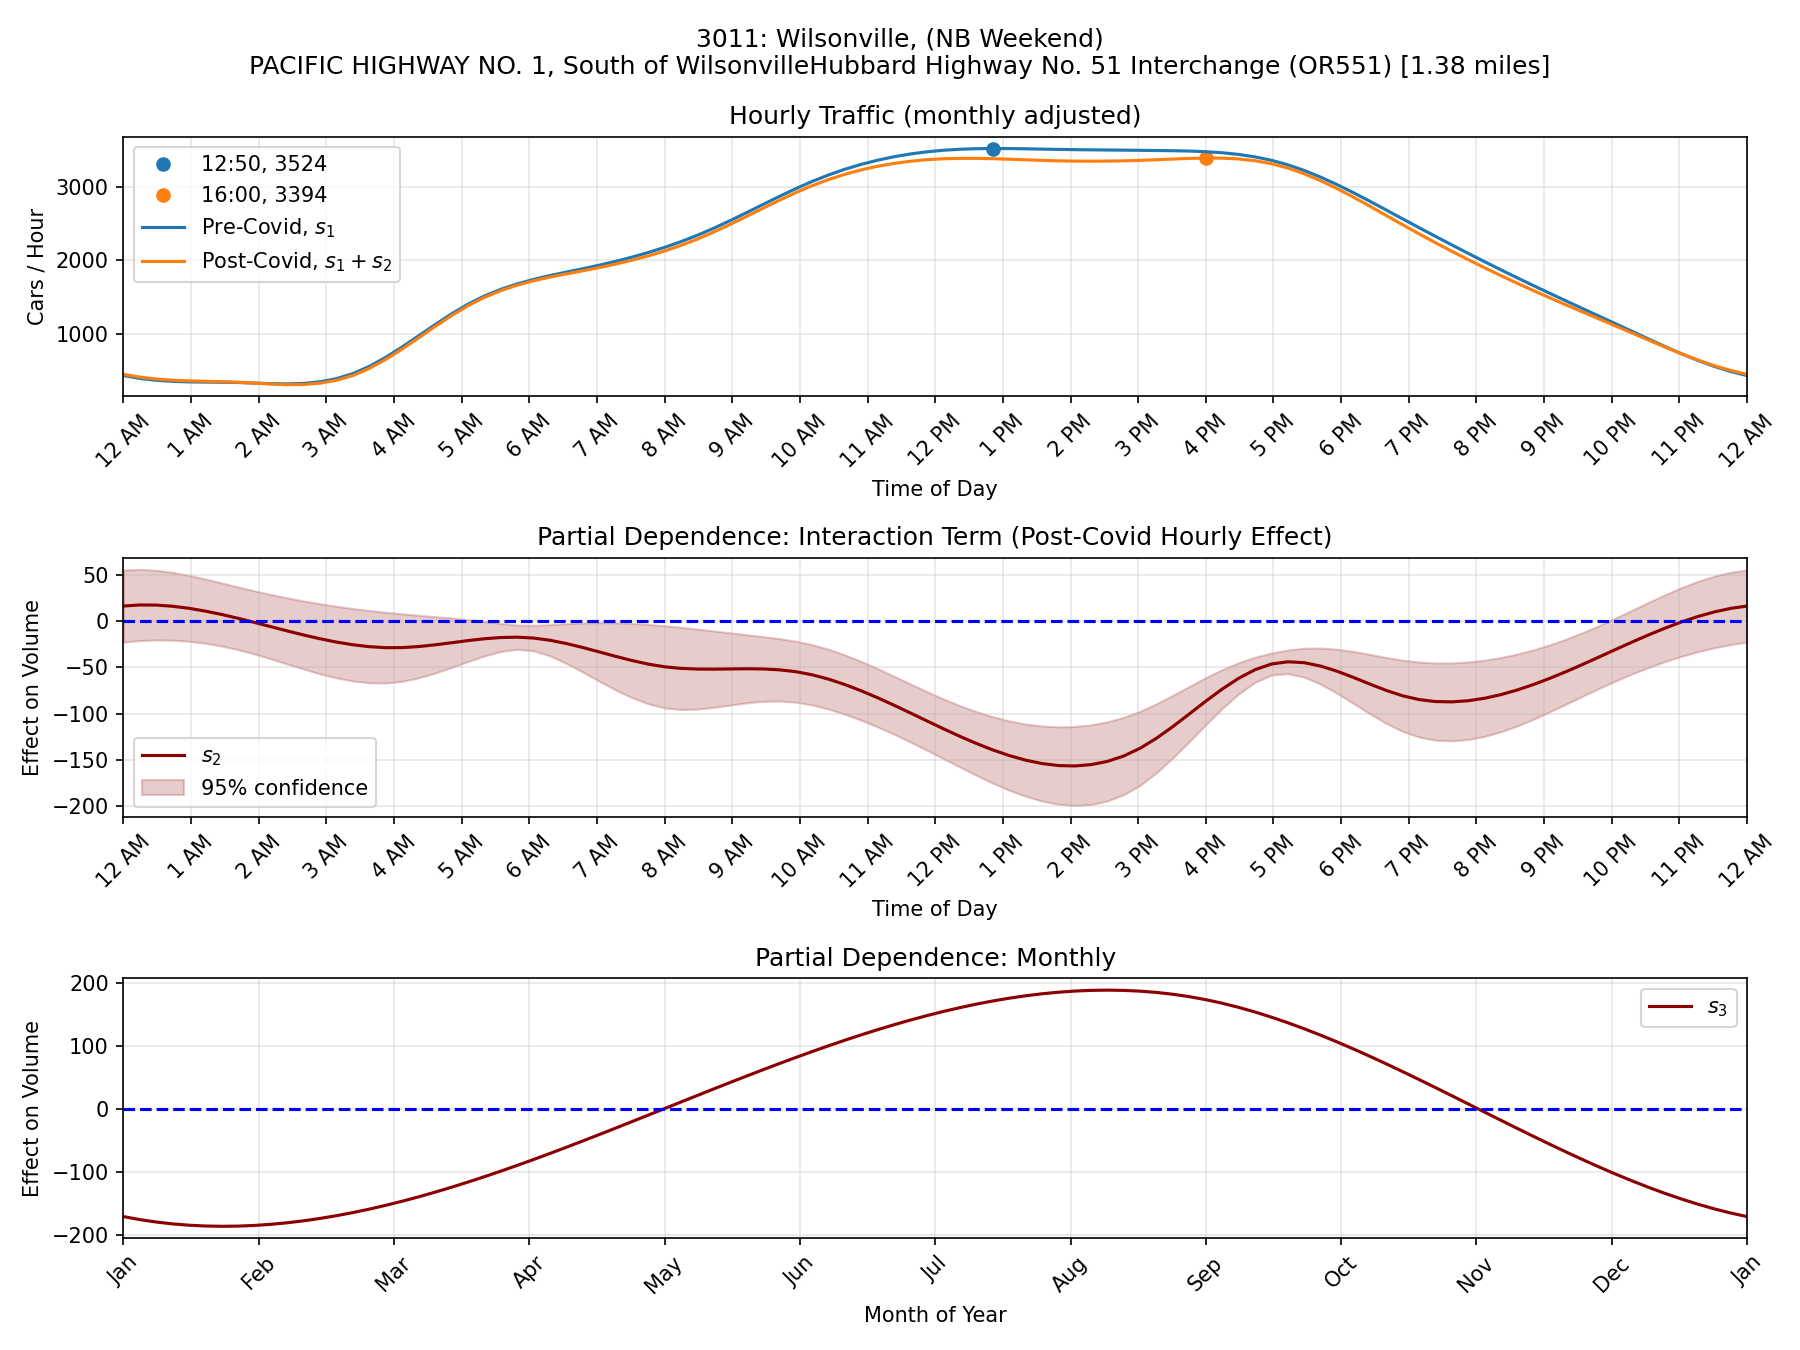 3011: Wilsonville, (NB Weekend)
PACIFIC HIGHWAY NO. 1, South of WilsonvilleHubbard Highway No. 51 Interchange (OR551) [1.38 miles]
Hourly Traffic (monthly adjusted)
12:50, 3524
16:00, 3394
Pre-Covid, s₁
Post-Covid, s₁ + s₂
Cars / Hour
3000
2000
1000
12 AM 1 AM 2 AM 3 AM 4 AM 5 AM 6 AM 7 AM 8 AM 9 AM 10 AM 11 AM 12 PM 1 PM 2 PM 3 PM 4 PM 5 PM 6 PM 7 PM 8 PM 9 PM 10 PM 11 PM 12 AM
Time of Day
Partial Dependence: Interaction Term (Post-Covid Hourly Effect)
Effect on Volume
50
0
−50
−100
−150
−200
s₂
95% confidence
12 AM 1 AM 2 AM 3 AM 4 AM 5 AM 6 AM 7 AM 8 AM 9 AM 10 AM 11 AM 12 PM 1 PM 2 PM 3 PM 4 PM 5 PM 6 PM 7 PM 8 PM 9 PM 10 PM 11 PM 12 AM
Time of Day
Partial Dependence: Monthly
Effect on Volume
200
100
0
−100
−200
s₃
Jan Feb Mar Apr May Jun Jul Aug Sep Oct Nov Dec Jan
Month of Year